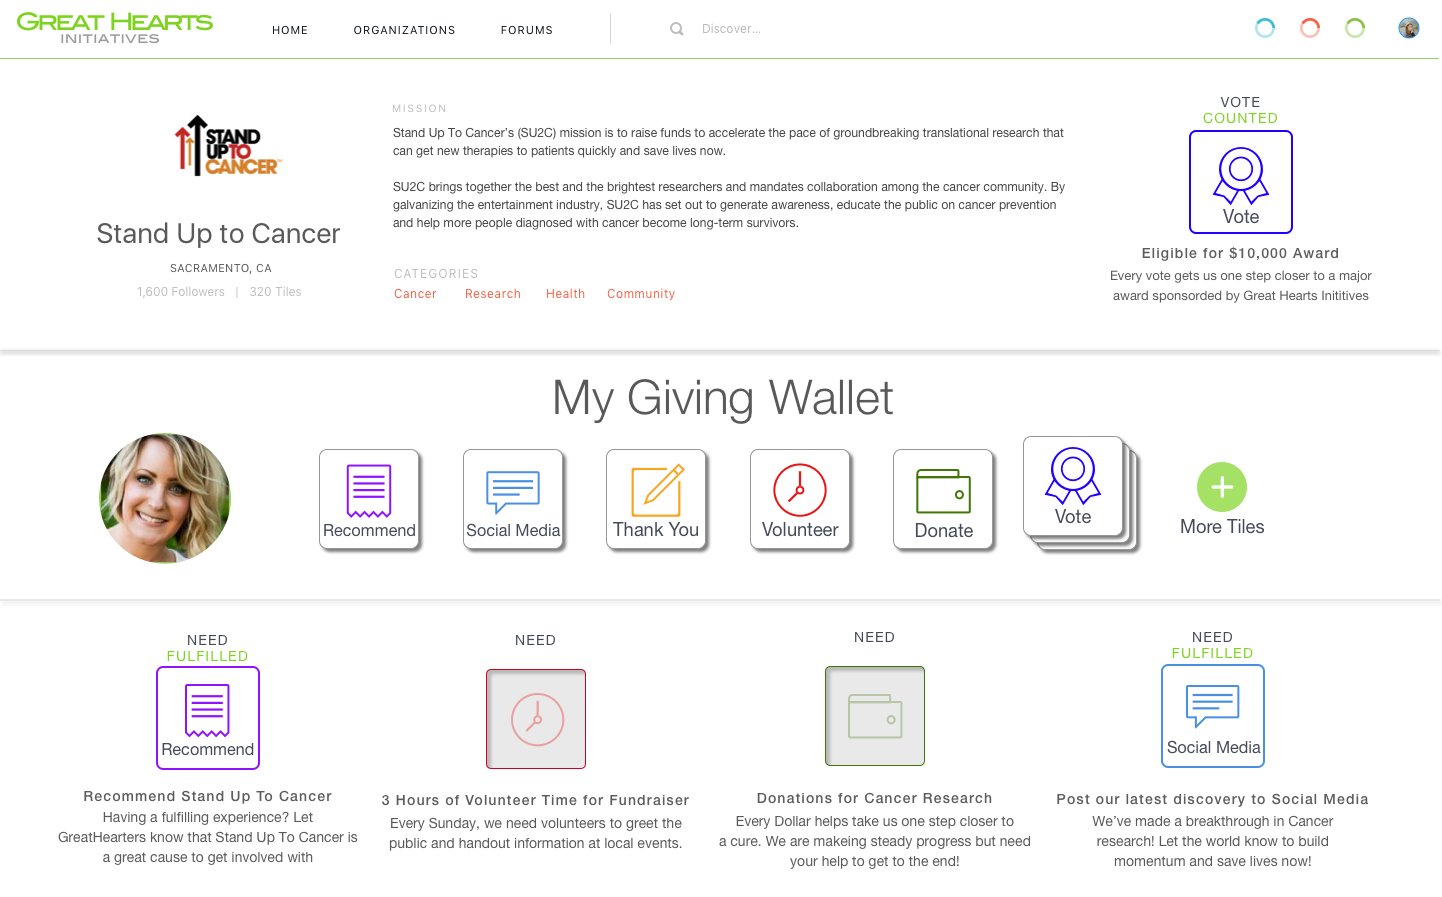 GREAT HEARTS
INITIATIVES
HOME
ORGANIZATIONS
FORUMS
Discover...
STAND
UP TO
CANCER™
Stand Up to Cancer
SACRAMENTO, CA
1,600 Followers | 320 Tiles
MISSION
Stand Up To Cancer's (SU2C) mission is to raise funds to accelerate the pace of groundbreaking translational research that
can get new therapies to patients quickly and save lives now.
SU2C brings together the best and the brightest researchers and mandates collaboration among the cancer community. By
galvanizing the entertainment industry, SU2C has set out to generate awareness, educate the public on cancer prevention
and help more people diagnosed with cancer become long-term survivors.
CATEGORIES
Cancer Research Health Community
VOTE
COUNTED
Vote
Eligible for $10,000 Award
Every vote gets us one step closer to a major
award sponsorded by Great Hearts Inititives
My Giving Wallet
Recommend
Social Media
Thank You
Volunteer
Donate
Vote
More Tiles
NEED
FULFILLED
Recommend
Recommend Stand Up To Cancer
Having a fulfilling experience? Let
GreatHearters know that Stand Up To Cancer is
a great cause to get involved with
NEED
3 Hours of Volunteer Time for Fundraiser
Every Sunday, we need volunteers to greet the
public and handout information at local events.
NEED
Donations for Cancer Research
Every Dollar helps take us one step closer to
a cure. We are makeing steady progress but need
your help to get to the end!
NEED
FULFILLED
Social Media
Post our latest discovery to Social Media
We've made a breakthrough in Cancer
research! Let the world know to build
momentum and save lives now!